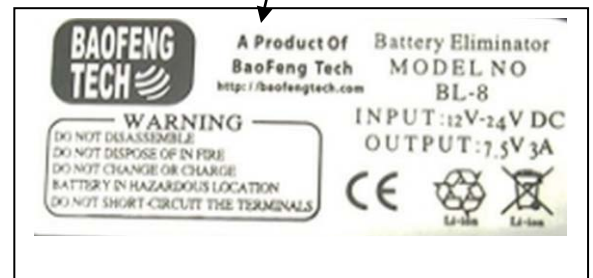 BAOFENG
TECH
A Product Of
BaoFeng Tech
http://baofengtech.com
Battery Eliminator
MODEL NO
BL-8
INPUT:12V-24V DC
OUTPUT:7.5V 3A
WARNING
DO NOT DISASSEMBLE
DO NOT DISPOSE OF IN FIRE
DO NOT CHANGE OR CHARGE
BATTERY IN HAZARDOUS LOCATION
DO NOT SHORT-CIRCUIT THE TERMINALS
CE
Li-ion
Li-ion